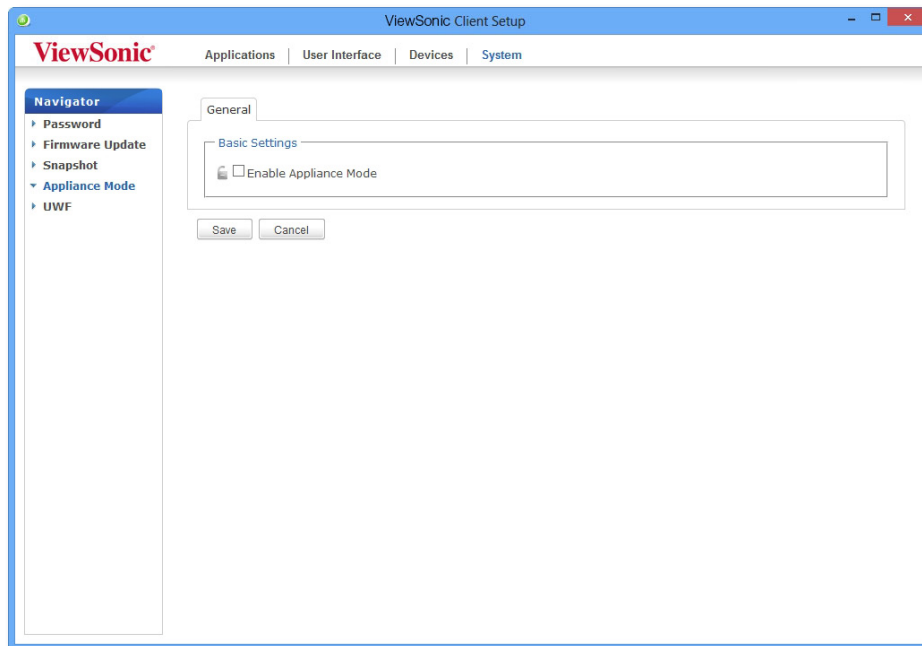 ViewSonic Client Setup
ViewSonic®
Applications User Interface Devices System
Navigator
Password
Firmware Update
Snapshot
Appliance Mode
UWF
General
Basic Settings
Enable Appliance Mode
Save Cancel